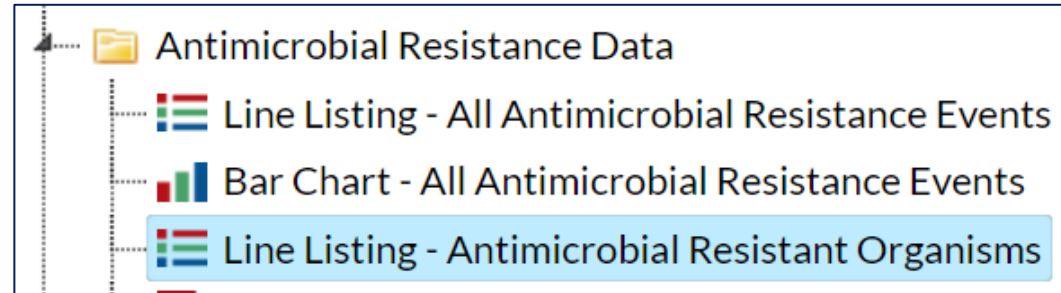 Antimicrobial Resistance Data
Line Listing - All Antimicrobial Resistance Events
Bar Chart - All Antimicrobial Resistance Events
Line Listing - Antimicrobial Resistant Organisms